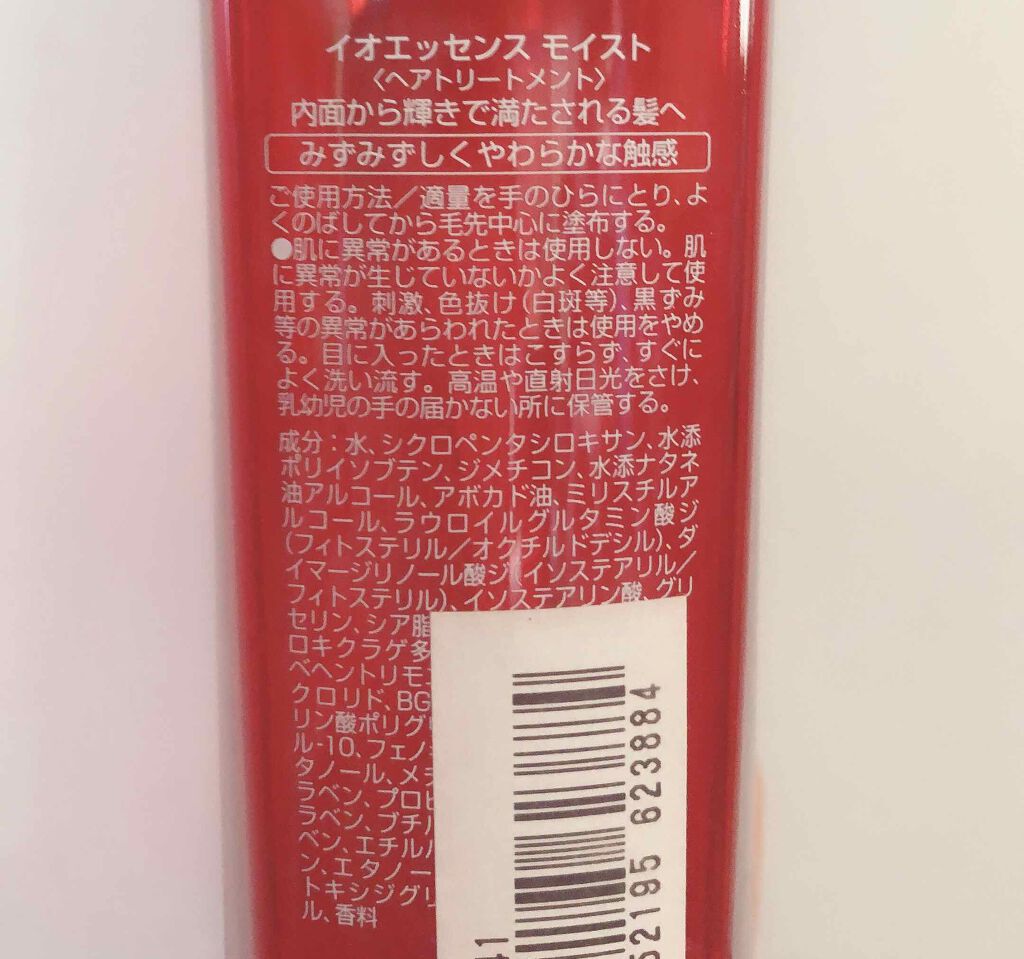 イオエッセンス モイスト
〈ヘアトリートメント〉
内面から輝きで満たされる髪へ
みずみずしくやわらかな触感
ご使用方法／適量を手のひらにとり、よ
くのばしてから毛先中心に塗布する。
●肌に異常があるときは使用しない。肌
に異常が生じていないかよく注意して使
用する。刺激、色抜け(白斑等)、黒ずみ
等の異常があらわれたときは使用をやめ
る。目に入ったときはこすらず、すぐに
よく洗い流す。高温や直射日光をさけ、
乳幼児の手の届かない所に保管する。
成分：水、シクロペンタシロキサン、水添
ポリイソブテン、ジメチコン、水添ナタネ
油アルコール、アボカド油、ミリスチルア
ルコール、ラウロイルグルタミン酸ジ
(フィトステリル／オクチルドデシル)、ダ
イマージリノール酸ジ(イソステアリル／
フィトステリル)、イソステアリン酸、グリ
セリン、シア脂
ロキクラゲ多
ベヘントリモニ
クロリド、BG
リン酸ポリグリ
ル-10、フェノ
タノール、メチ
ラベン、プロピ
ラベン、ブチル
ベン、エチルパ
ン、エタノー
トキシジグリ
ル、香料
52195 623884
41